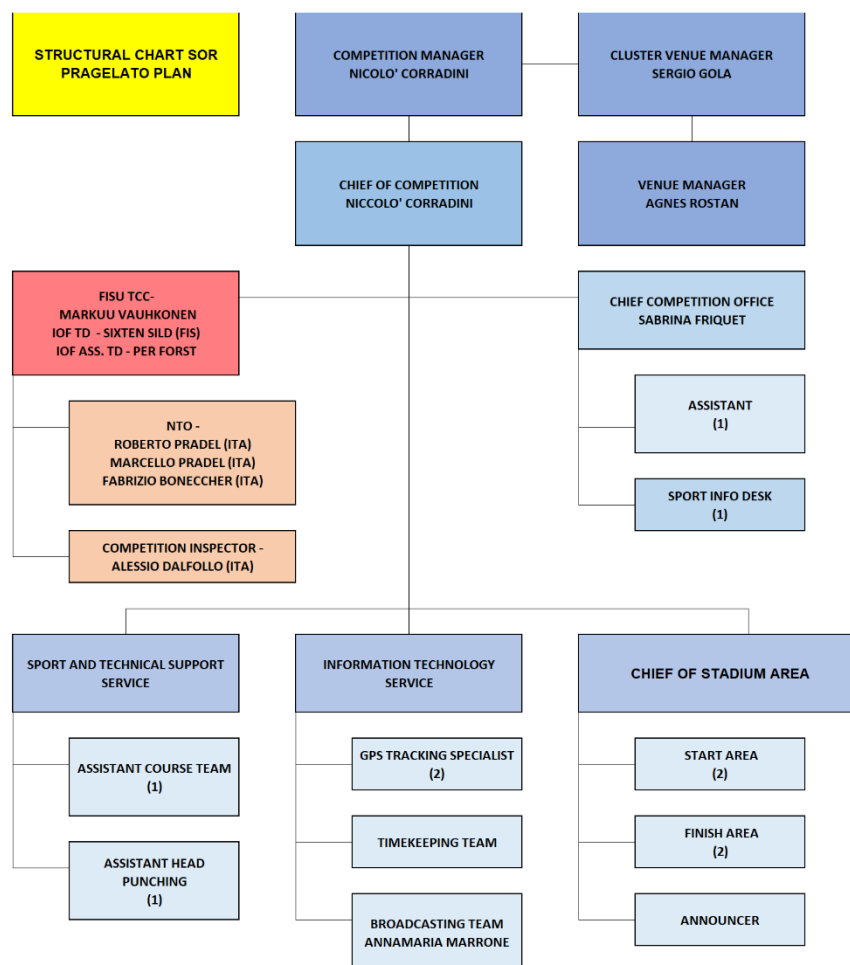 STRUCTURAL CHART SOR
PRAGELATO PLAN
COMPETITION MANAGER
NICOLO' CORRADINI
CLUSTER VENUE MANAGER
SERGIO GOLA
CHIEF OF COMPETITION
NICCOLO' CORRADINI
VENUE MANAGER
AGNES ROSTAN
FISU TCC-
MARKUU VAUHKONEN
IOF TD - SIXTEN SILD (FIS)
IOF ASS. TD - PER FORST
CHIEF COMPETITION OFFICE
SABRINA FRIQUET
ASSISTANT
(1)
NTO -
ROBERTO PRADEL (ITA)
MARCELLO PRADEL (ITA)
FABRIZIO BONECCHER (ITA)
SPORT INFO DESK
(1)
COMPETITION INSPECTOR -
ALESSIO DALFOLLO (ITA)
SPORT AND TECHNICAL SUPPORT
SERVICE
INFORMATION TECHNOLOGY
SERVICE
CHIEF OF STADIUM AREA
ASSISTANT COURSE TEAM
(1)
GPS TRACKING SPECIALIST
(2)
START AREA
(2)
ASSISTANT HEAD
PUNCHING
(1)
TIMEKEEPING TEAM
FINISH AREA
(2)
BROADCASTING TEAM
ANNAMARIA MARRONE
ANNOUNCER